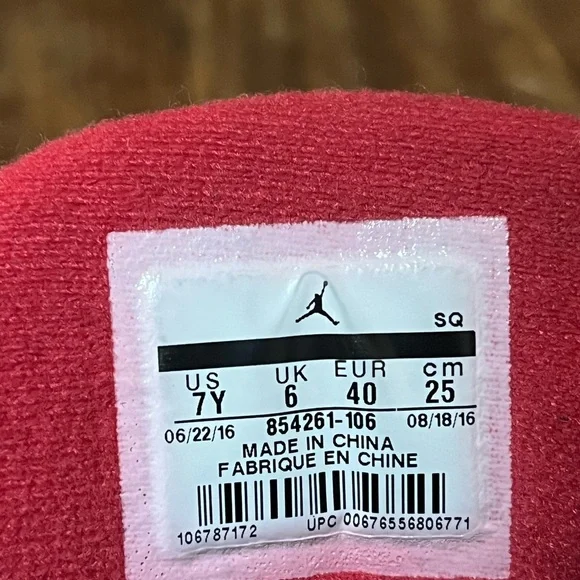 SQ
US UK EUR cm
7Y 6 40 25
06/22/16 854261-106 08/18/16
MADE IN CHINA
FABRIQUE EN CHINE
106787172 UPC 00676556806771